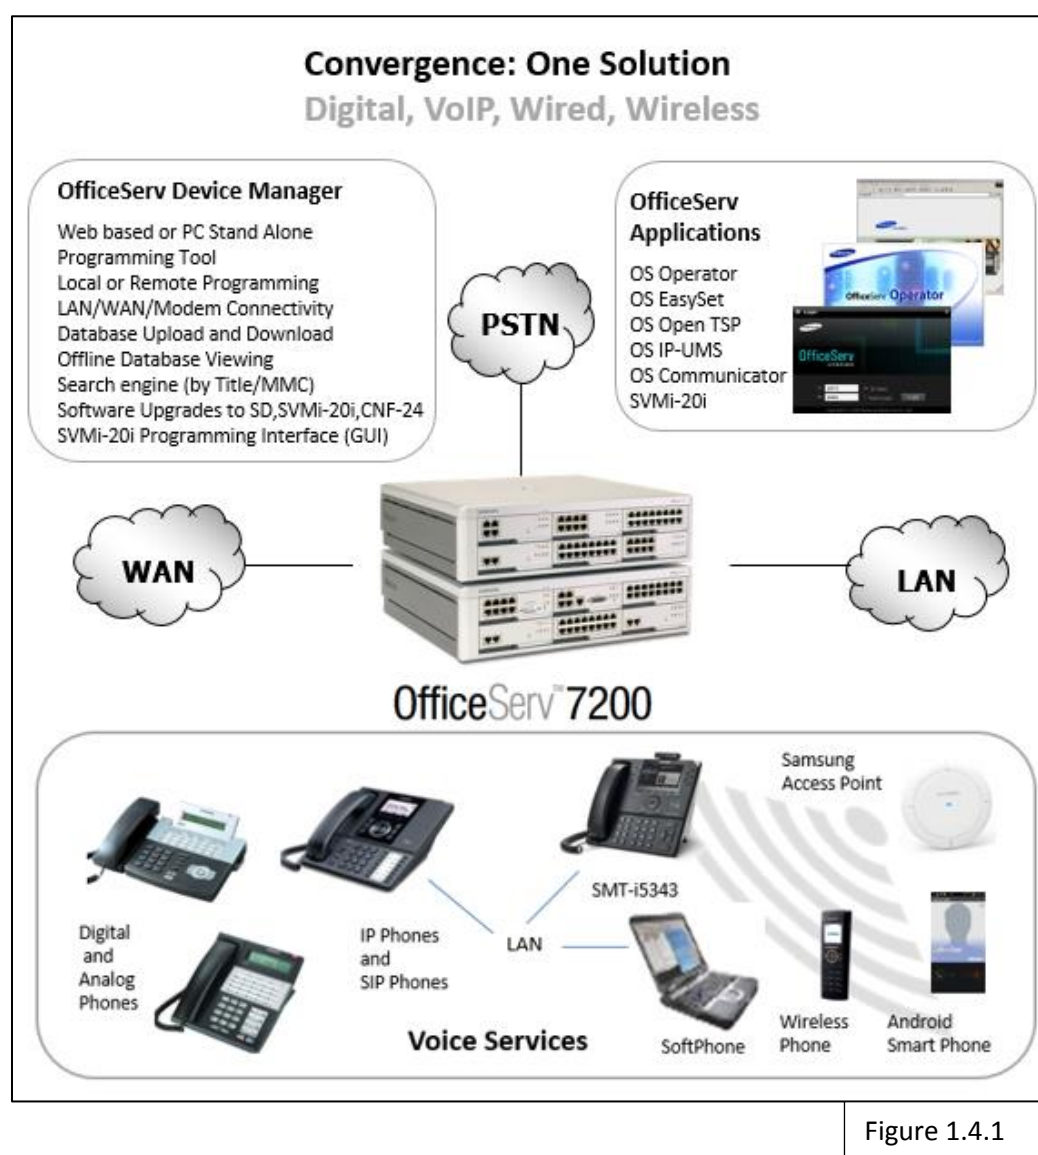 Convergence: One Solution
Digital, VoIP, Wired, Wireless
OfficeServ Device Manager
Web based or PC Stand Alone
Programming Tool
Local or Remote Programming
LAN/WAN/Modem Connectivity
Database Upload and Download
Offline Database Viewing
Search engine (by Title/MMC)
Software Upgrades to SD,SVMi-20i,CNF-24
SVMi-20i Programming Interface (GUI)
OfficeServ
Applications
OS Operator
OS EasySet
OS Open TSP
OS IP-UMS
OS Communicator
SVMi-20i
OfficeServ Operator
OfficeServ
PSTN
WAN
LAN
OfficeServ™ 7200
Samsung
Access Point
SMT-i5343
Digital
and
Analog
Phones
IP Phones
and
SIP Phones
LAN
SoftPhone
Wireless
Phone
Android
Smart Phone
Voice Services
Figure 1.4.1